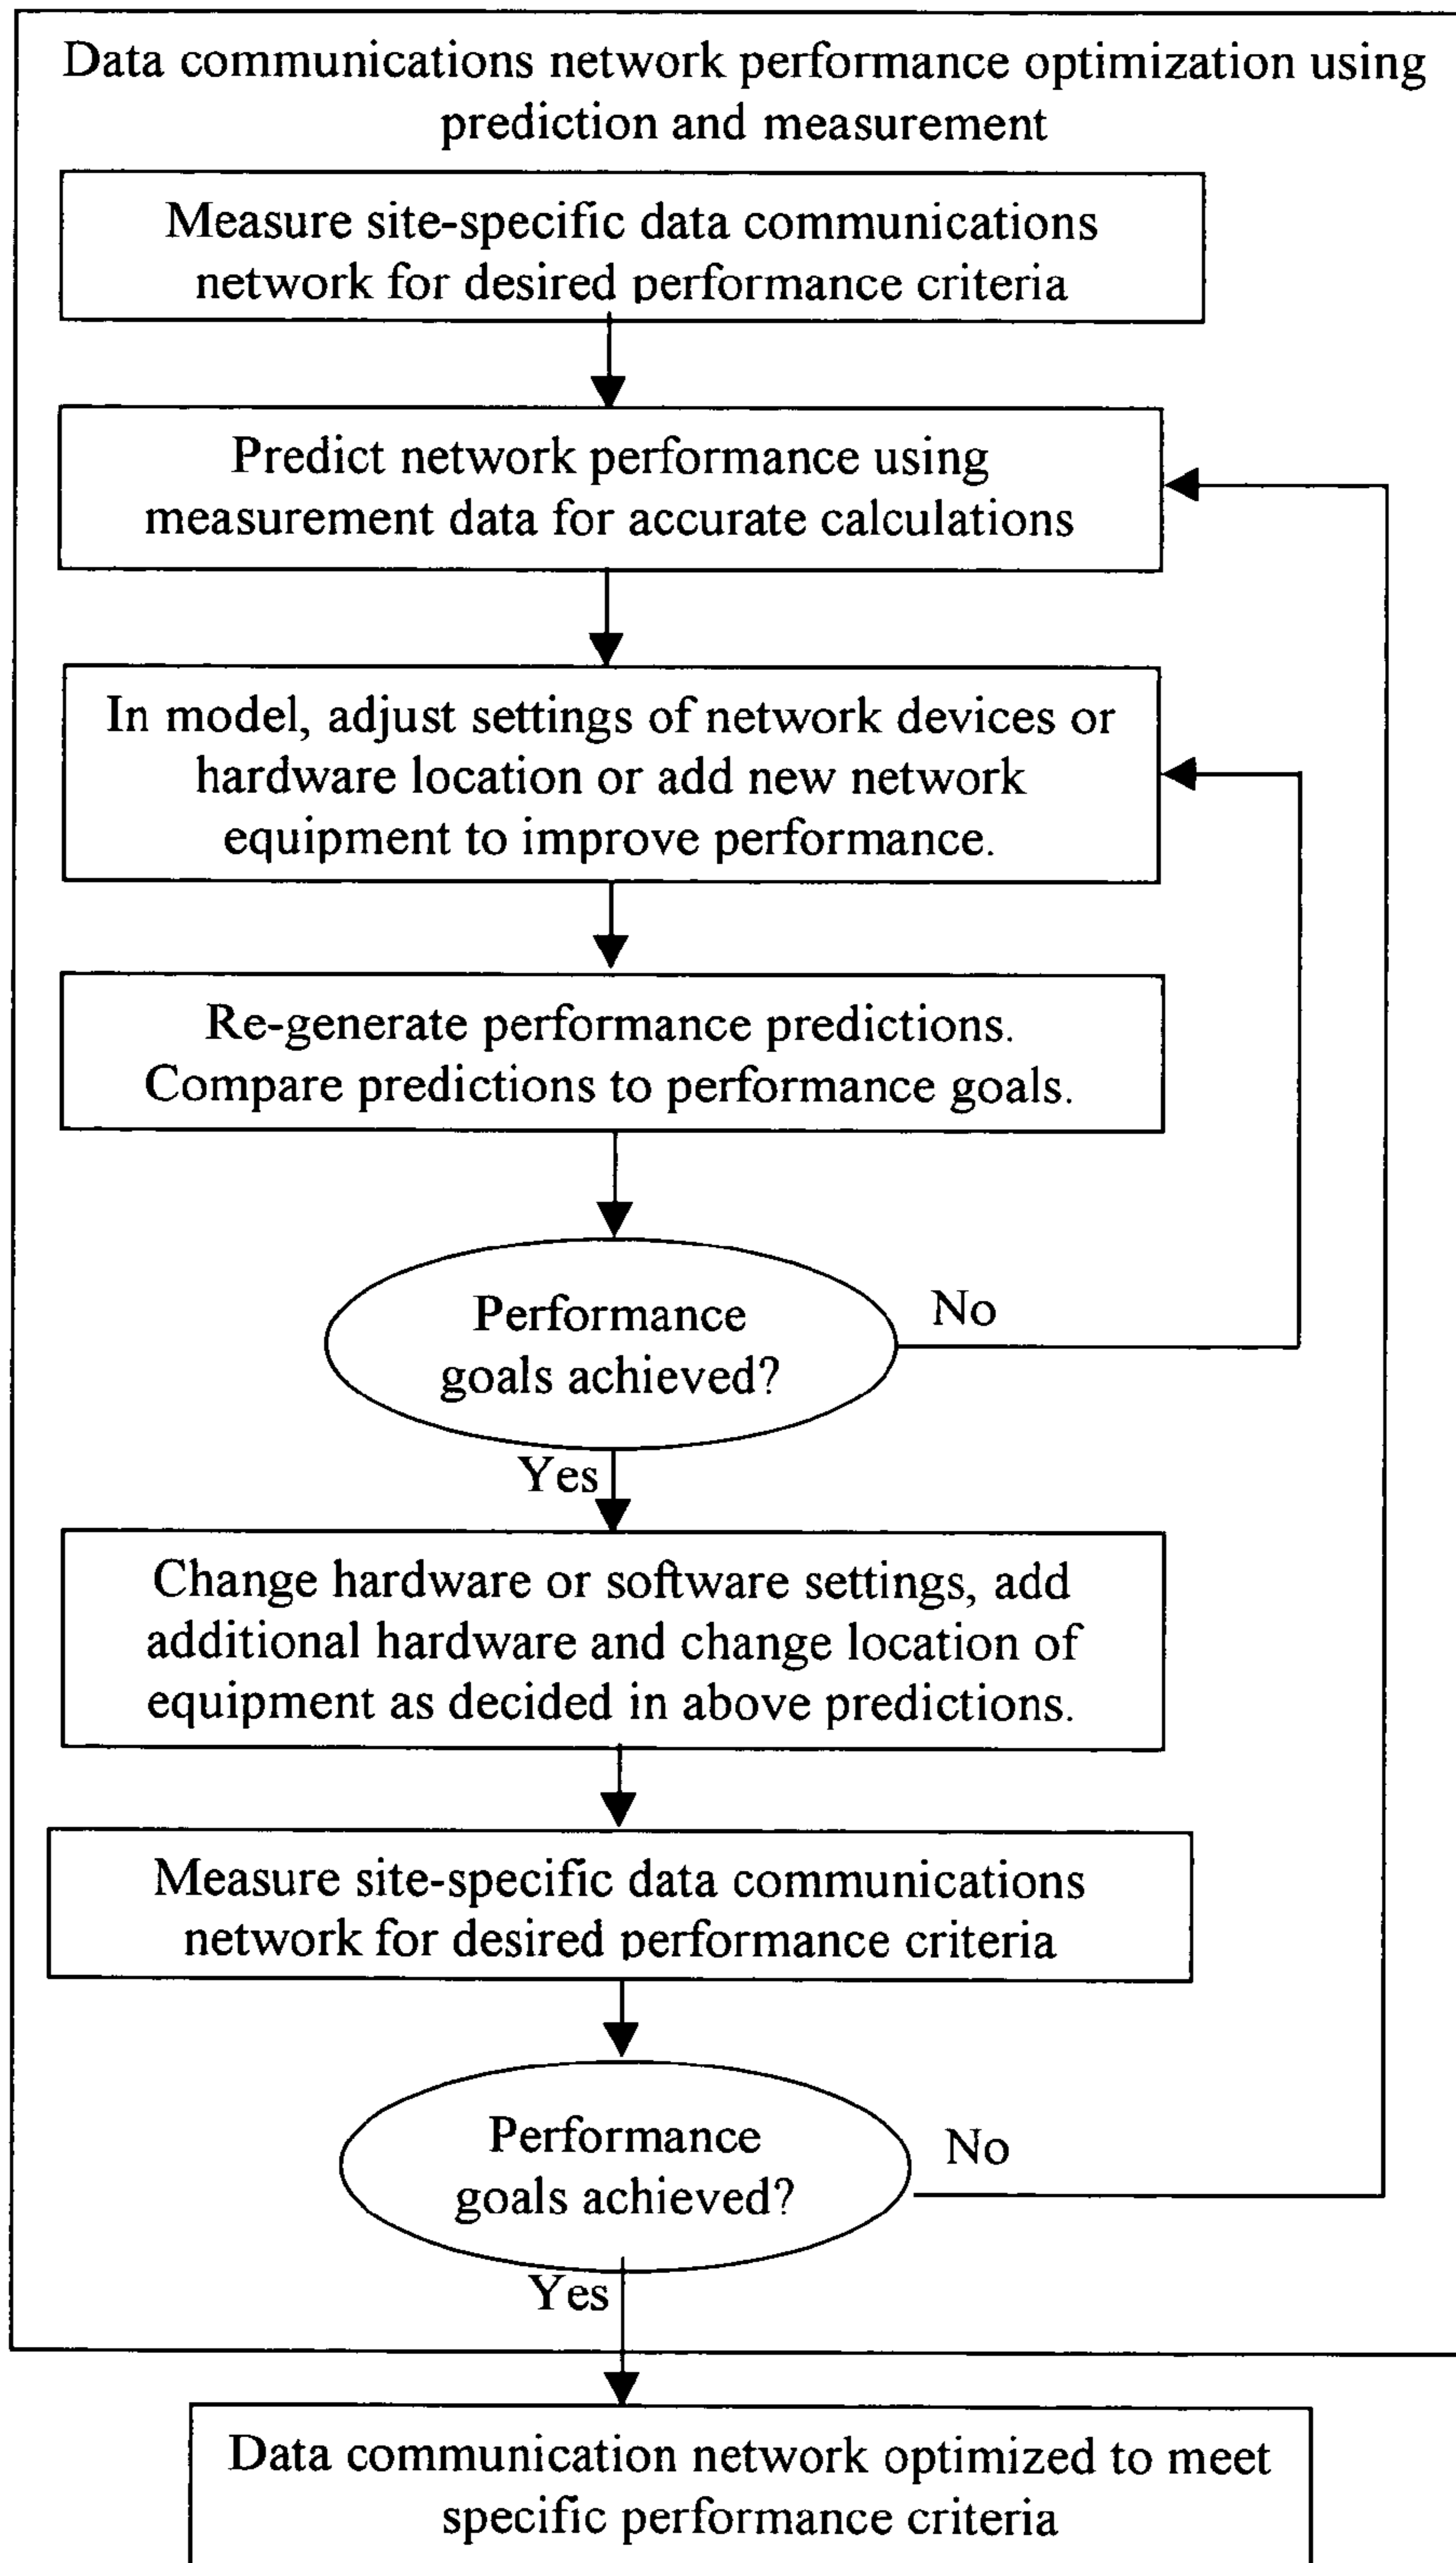 Data communications network performance optimization using
prediction and measurement
Measure site-specific data communications
network for desired performance criteria
Predict network performance using
measurement data for accurate calculations
In model, adjust settings of network devices or
hardware location or add new network
equipment to improve performance.
Re-generate performance predictions.
Compare predictions to performance goals.
Performance
goals achieved?
No
Yes
Change hardware or software settings, add
additional hardware and change location of
equipment as decided in above predictions.
Measure site-specific data communications
network for desired performance criteria
Performance
goals achieved?
No
Yes
Data communication network optimized to meet
specific performance criteria